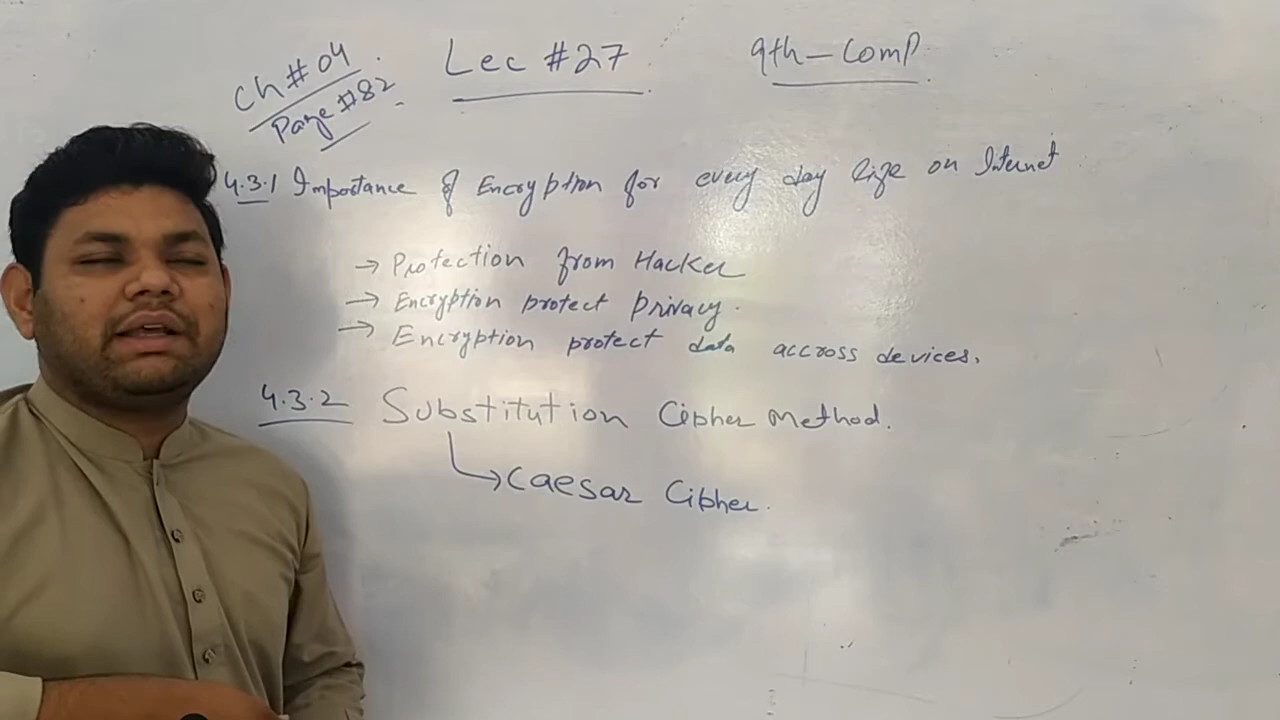 Ch # 04
Page # 82
Lec # 27
9th - Comp
4.3.1 Importance of Encryption for every day life on Internet
→ Protection from Hacker
→ Encryption protect Privacy.
→ Encryption protect data accross devices.
4.3.2 Substitution Cipher Method.
↳ Caesar Cipher.